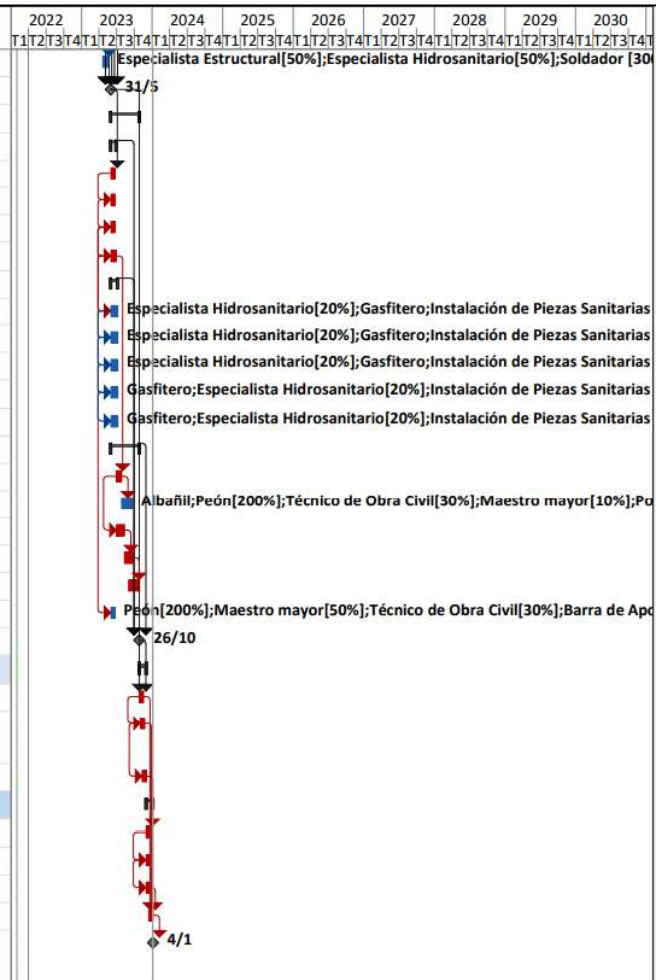 2022 2023 2024 2025 2026 2027 2028 2029 2030
T1T2T3T4T1T2T3T4T1T2T3T4T1T2T3T4T1T2T3T4T1T2T3T4T1T2T3T4T1T2T3T4T1T2T3T4
Especialista Estructural[50%];Especialista Hidrosanitario[50%];Soldador [300
31/5
Especialista Hidrosanitario[20%];Gasfitero;Instalación de Piezas Sanitarias
Especialista Hidrosanitario[20%];Gasfitero;Instalación de Piezas Sanitarias
Especialista Hidrosanitario[20%];Gasfitero;Instalación de Piezas Sanitarias
Gasfitero;Especialista Hidrosanitario[20%];Instalación de Piezas Sanitarias
Gasfitero;Especialista Hidrosanitario[20%];Instalación de Piezas Sanitarias
Albañil;Peón[200%];Técnico de Obra Civil[30%];Maestro mayor[10%];Po
Peón[200%];Maestro mayor[50%];Técnico de Obra Civil[30%];Barra de Apo
26/10
4/1